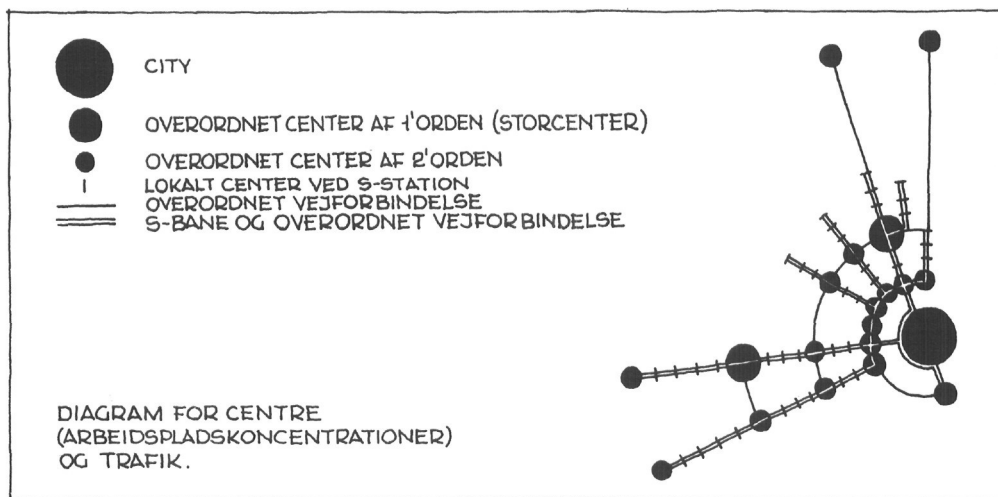 CITY
OVERORDNET CENTER AF 1'ORDEN (STORCENTER)
OVERORDNET CENTER AF 2'ORDEN
LOKALT CENTER VED S-STATION
OVERORDNET VEJFORBINDELSE
S-BANE OG OVERORDNET VEJFORBINDELSE
DIAGRAM FOR CENTRE
(ARBEJDSPLADSKONCENTRATIONER)
OG TRAFIK.